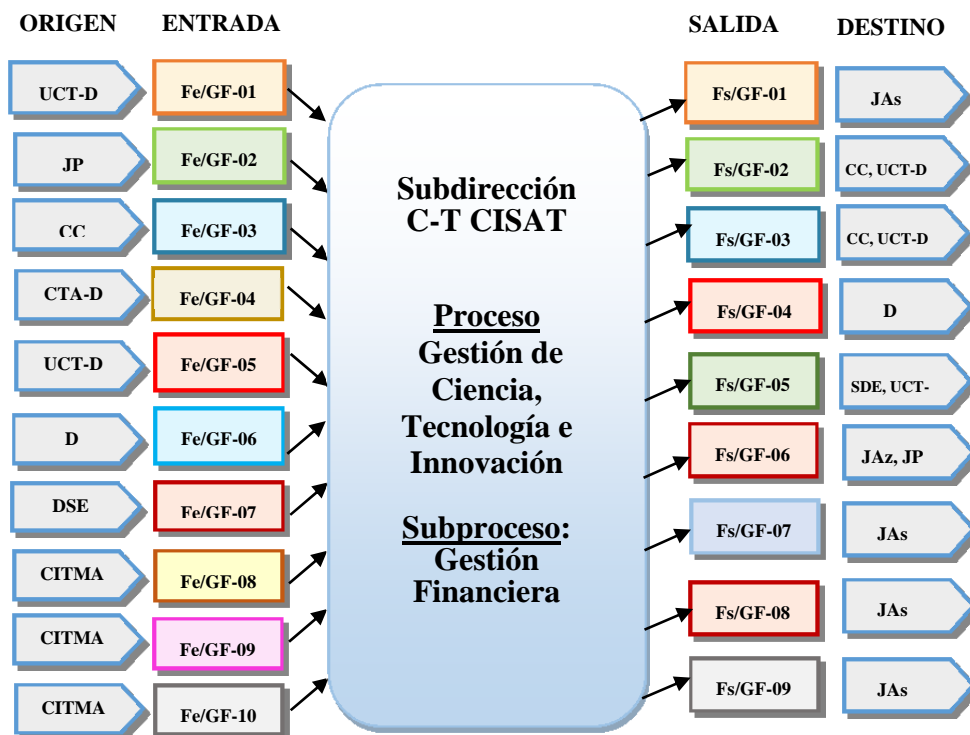 ORIGEN ENTRADA SALIDA DESTINO
UCT-D Fe/GF-01 Fs/GF-01 JAs
JP Fe/GF-02 Fs/GF-02 CC, UCT-D
CC Fe/GF-03 Fs/GF-03 CC, UCT-D
CTA-D Fe/GF-04 Fs/GF-04 D
UCT-D Fe/GF-05 Fs/GF-05 SDE, UCT-
D Fe/GF-06 Fs/GF-06 JAz, JP
DSE Fe/GF-07 Fs/GF-07 JAs
CITMA Fe/GF-08 Fs/GF-08 JAs
CITMA Fe/GF-09 Fs/GF-09 JAs
CITMA Fe/GF-10
Subdirección
C-T CISAT
Proceso
Gestión de
Ciencia,
Tecnología e
Innovación
Subproceso:
Gestión
Financiera